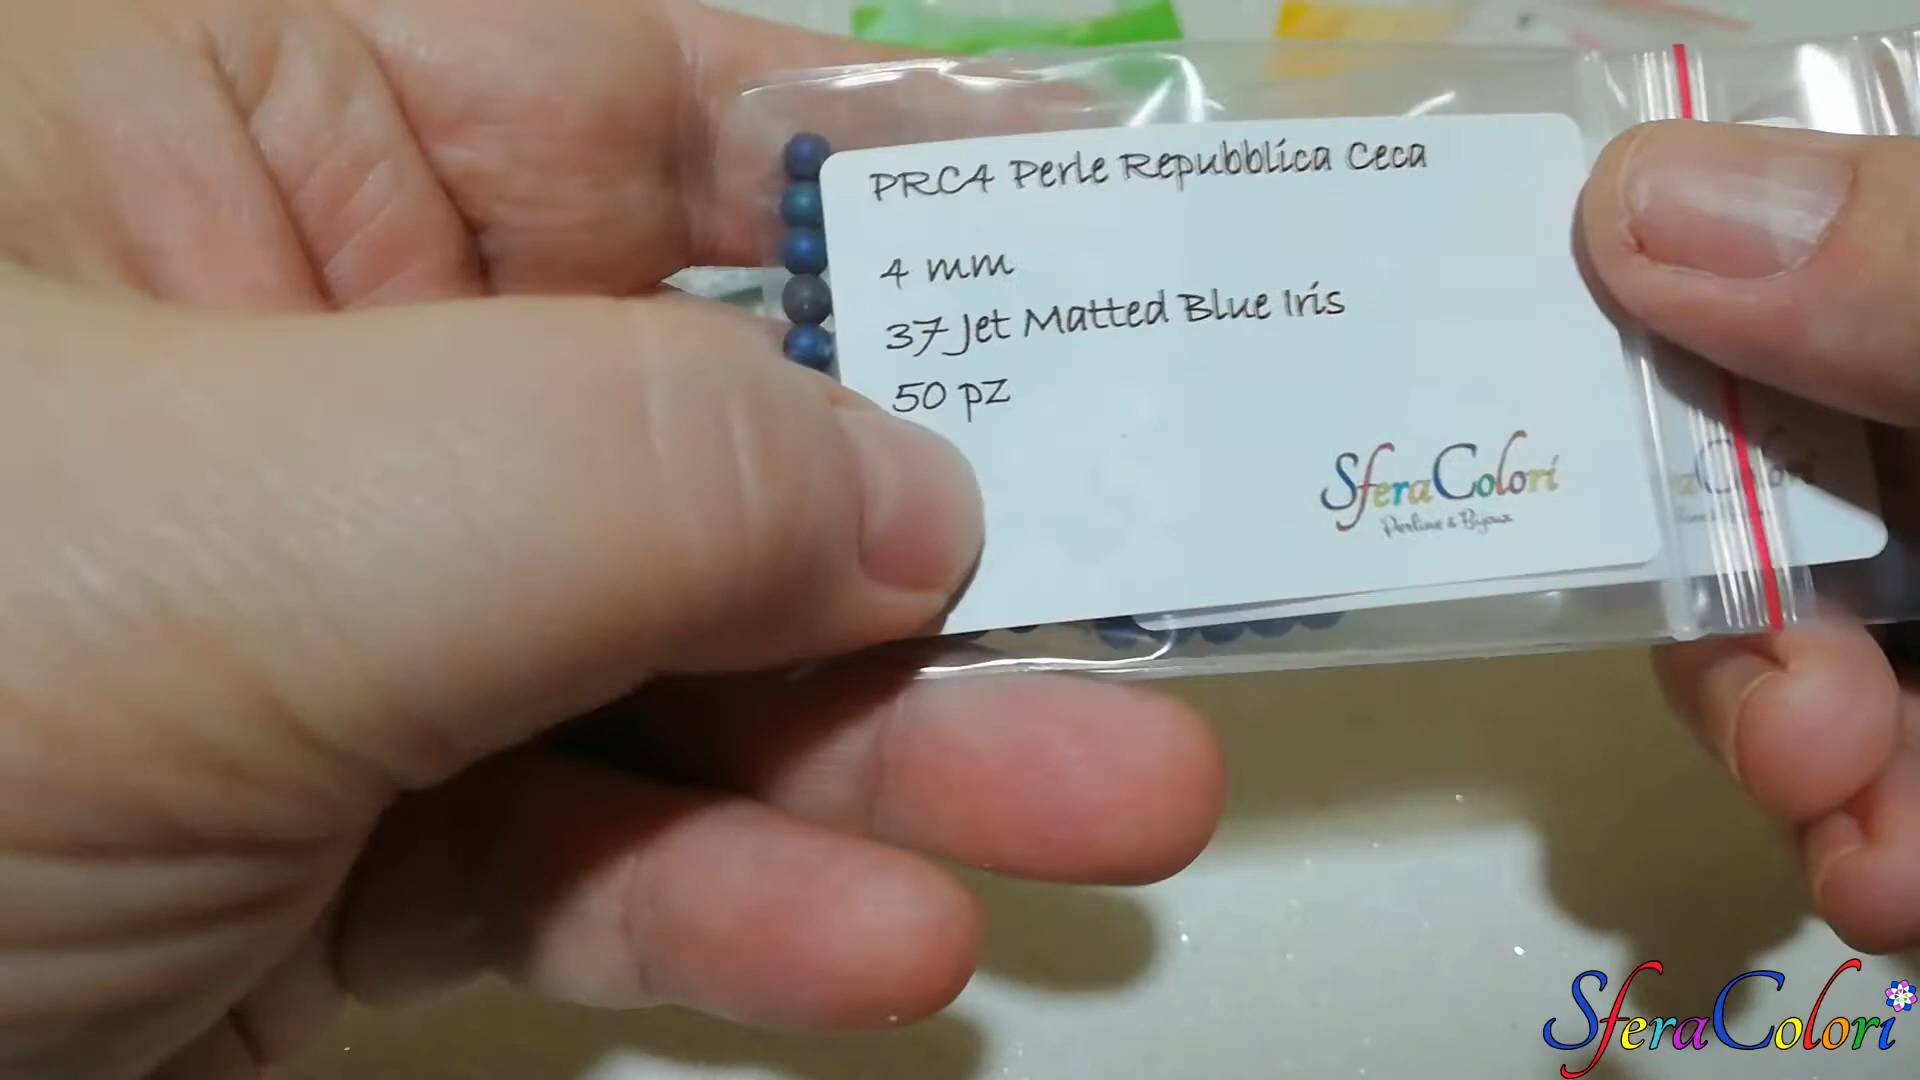 PRC4 Perle Repubblica Ceca
4 mm
37 Jet Matted Blue Iris
50 pz
SferaColori
Perline & Bijoux
SferaColori